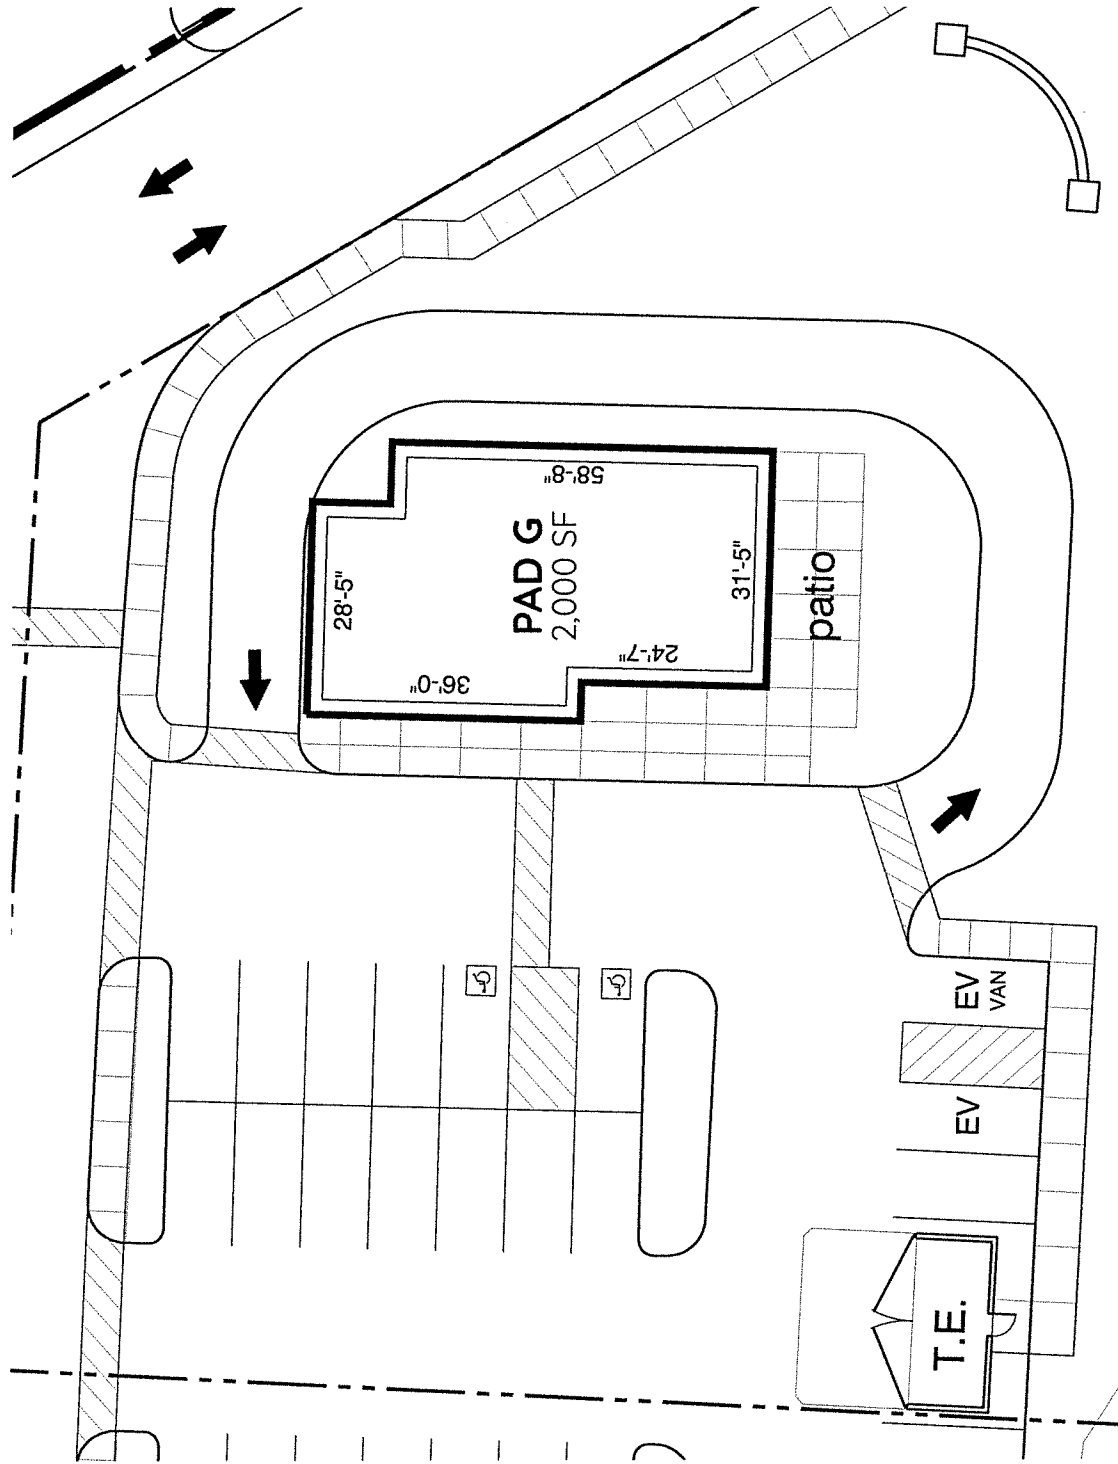 PAD G
2,000 SF
58'-8"
28'-5"
31'-5"
36'-0"
24'-7"
patio
EV
VAN
EV
T.E.